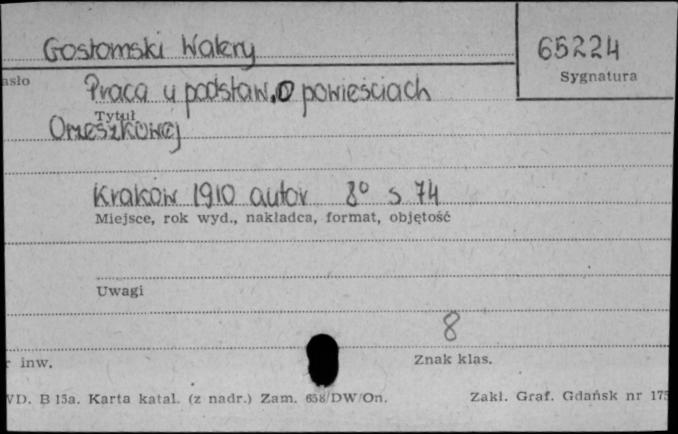 Gostomski Walery
65224
asło
Sygnatura
Praca u podstaw. O powieściach
Tytuł
Orzeszkowej
Kraków 1910 autor 8° s 74
Miejsce, rok wyd., nakładca, format, objętość
Uwagi
8
r inw.
Znak klas.
WD. B 15a. Karta katal. (z nadr.) Zam. 658/DW/On.
Zakł. Graf. Gdańsk nr 175